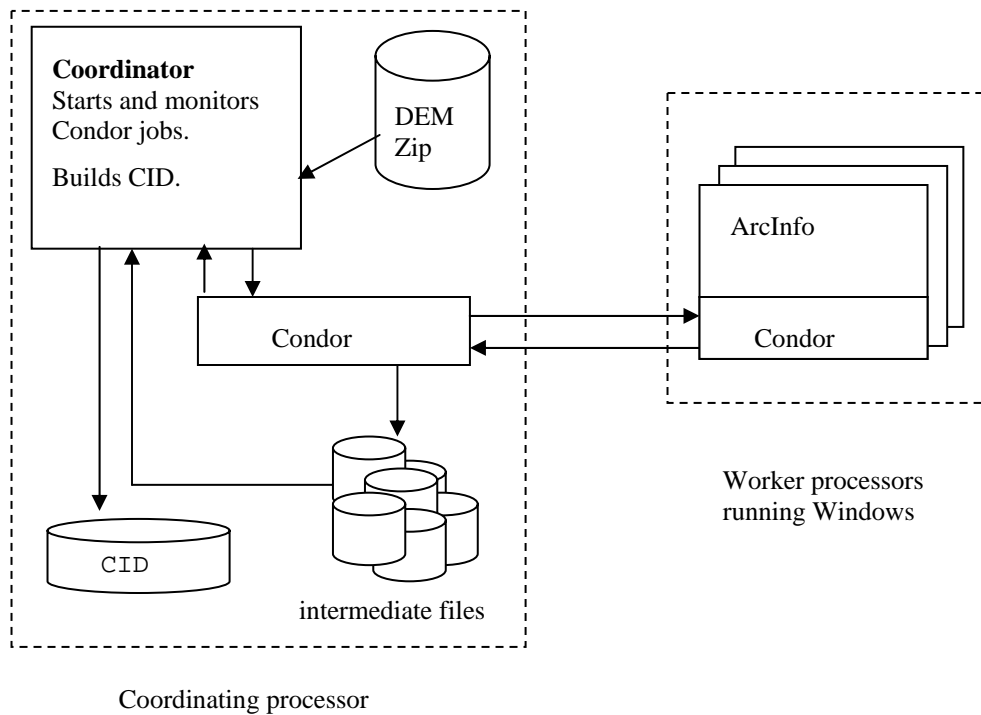 Coordinator
Starts and monitors
Condor jobs.
Builds CID.
DEM
Zip
ArcInfo
Condor
Condor
CID
intermediate files
Worker processors
running Windows
Coordinating processor